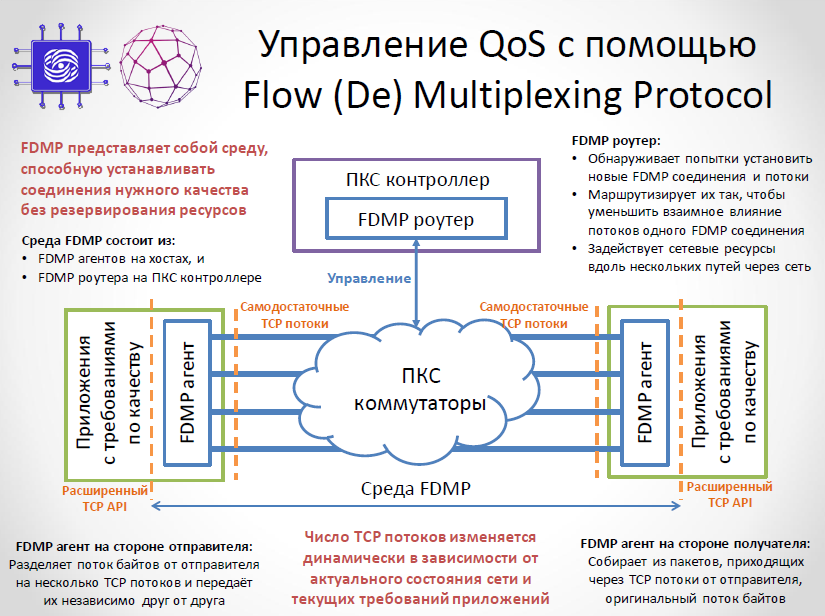 Управление QoS с помощью
Flow (De) Multiplexing Protocol
FDMP представляет собой среду,
способную устанавливать
соединения нужного качества
без резервирования ресурсов
Среда FDMP состоит из:
• FDMP агентов на хостах, и
• FDMP роутера на ПКС контроллере
ПКС контроллер
FDMP роутер
Управление
FDMP роутер:
• Обнаруживает попытки установить
новые FDMP соединения и потоки
• Маршрутизирует их так, чтобы
уменьшить взаимное влияние
потоков одного FDMP соединения
• Задействует сетевые ресурсы
вдоль нескольких путей через сеть
Приложения
с требованиями
по качеству
FDMP агент
Самодостаточные
TCP потоки
ПКС
коммутаторы
Самодостаточные
TCP потоки
FDMP агент
Приложения
с требованиями
по качеству
Расширенный
TCP API
Среда FDMP
Расширенный
TCP API
FDMP агент на стороне отправителя:
Разделяет поток байтов от отправителя
на несколько TCP потоков и передаёт
их независимо друг от друга
Число TCP потоков изменяется
динамически в зависимости от
актуального состояния сети и
текущих требований приложений
FDMP агент на стороне получателя:
Собирает из пакетов, приходящих
через TCP потоки от отправителя,
оригинальный поток байтов